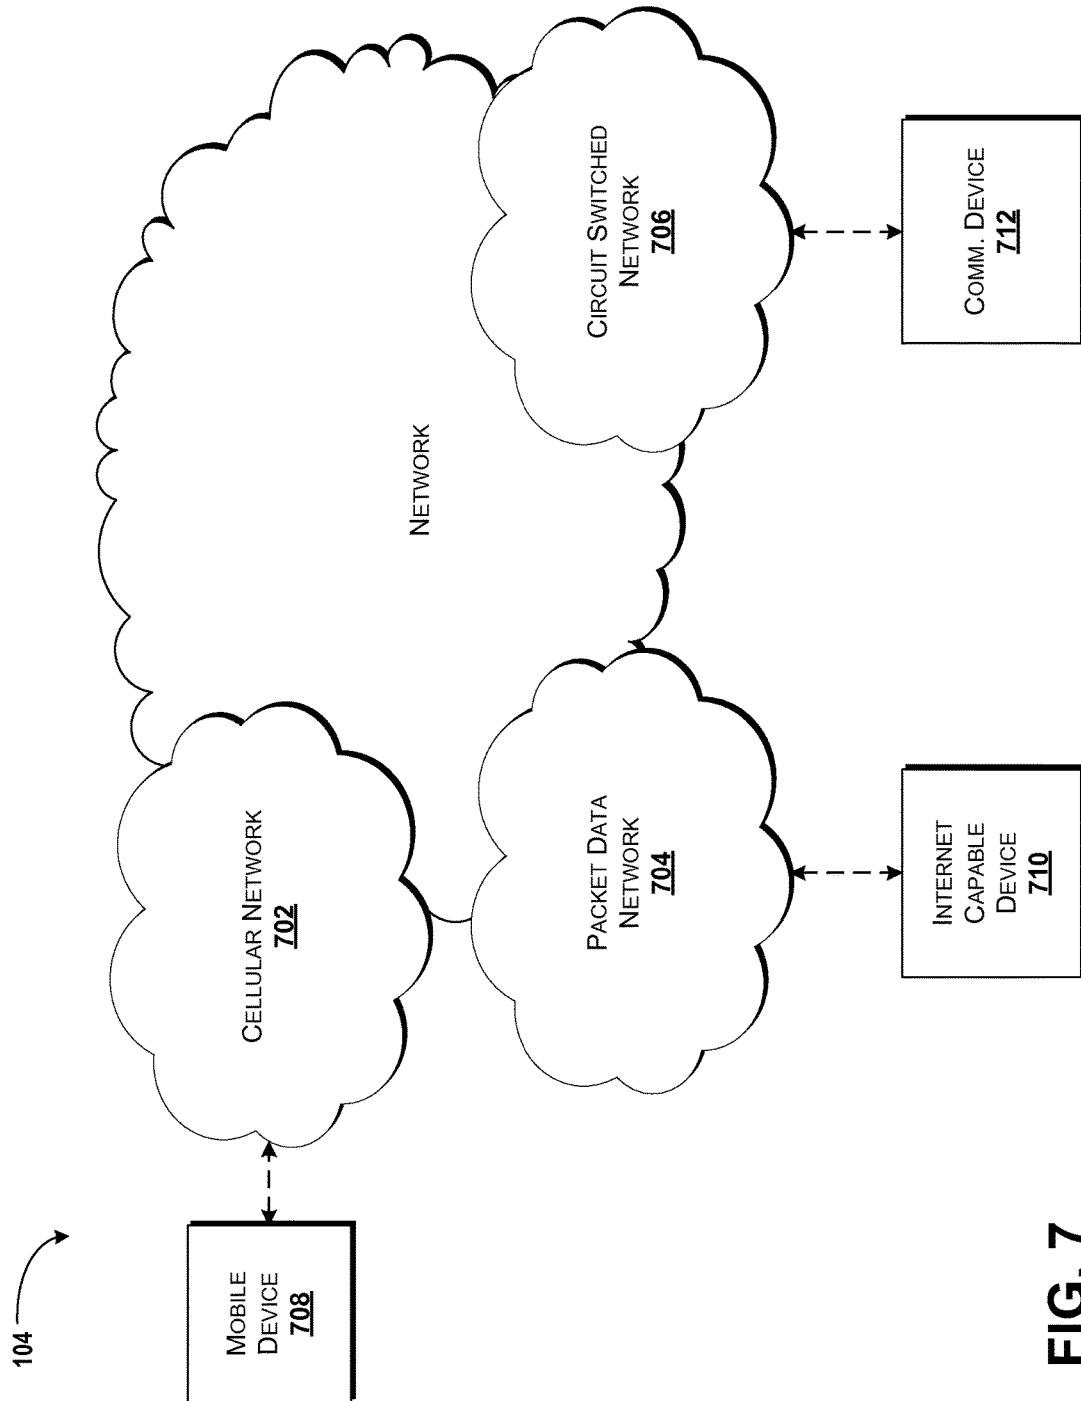 104
MOBILE
DEVICE
708
CELLULAR NETWORK
702
NETWORK
PACKET DATA
NETWORK
704
CIRCUIT SWITCHED
NETWORK
706
INTERNET
CAPABLE
DEVICE
710
COMM. DEVICE
712
FIG. 7